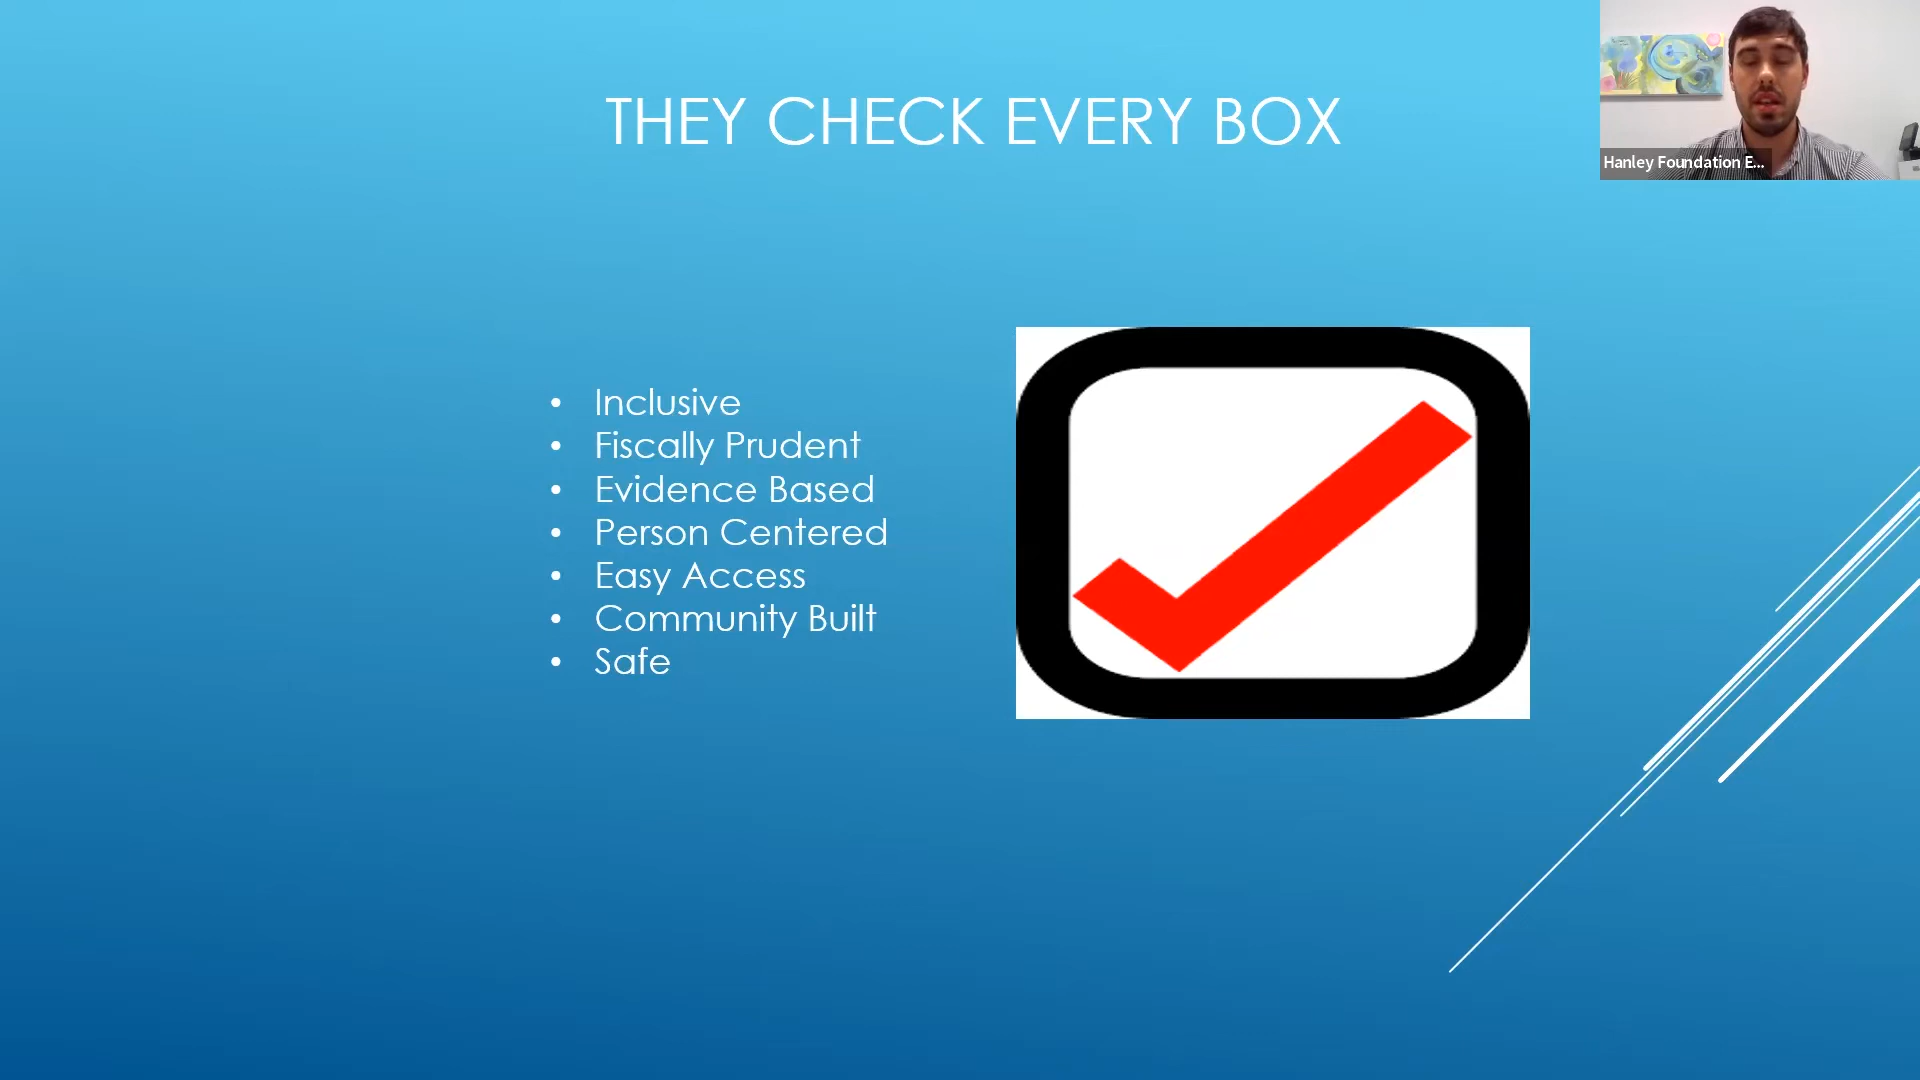 THEY CHECK EVERY BOX
Hanley Foundation E...
• Inclusive
• Fiscally Prudent
• Evidence Based
• Person Centered
• Easy Access
• Community Built
• Safe